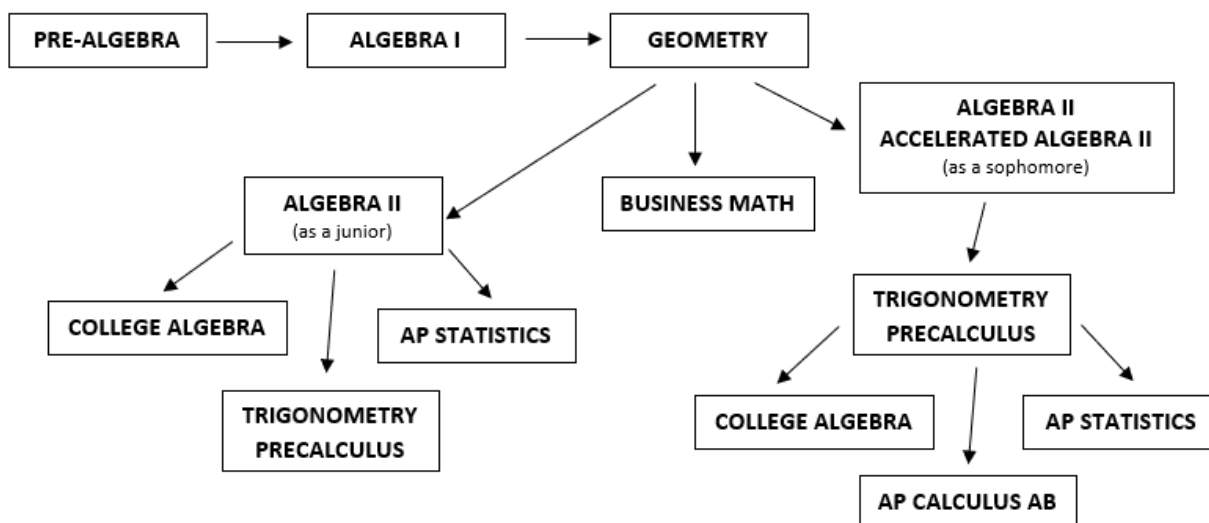 PRE-ALGEBRA
ALGEBRA I
GEOMETRY
ALGEBRA II
ACCELERATED ALGEBRA II
(as a sophomore)
BUSINESS MATH
ALGEBRA II
(as a junior)
COLLEGE ALGEBRA
AP STATISTICS
TRIGONOMETRY
PRECALCULUS
TRIGONOMETRY
PRECALCULUS
COLLEGE ALGEBRA
AP STATISTICS
AP CALCULUS AB